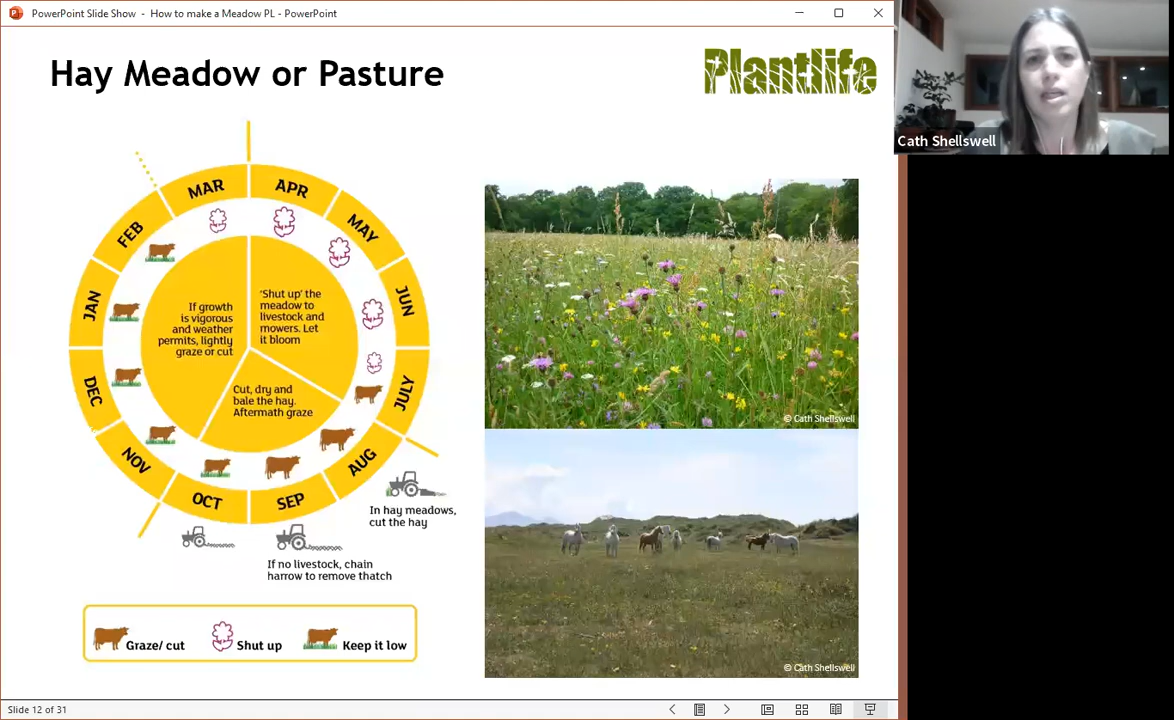 PowerPoint Slide Show - How to make a Meadow PL - PowerPoint
Cath Shellswell
Hay Meadow or Pasture
Plantlife
JAN
FEB
MAR
APR
MAY
JUN
JULY
AUG
SEP
OCT
NOV
DEC
If growth
is vigorous
and weather
permits, lightly
graze or cut
'Shut up' the
meadow to
livestock and
mowers. Let
it bloom
Cut, dry and
bale the hay.
Aftermath graze
In hay meadows,
cut the hay
If no livestock, chain
harrow to remove thatch
Graze/ cut
Shut up
Keep it low
© Cath Shellswell
© Cath Shellswell
Slide 12 of 31